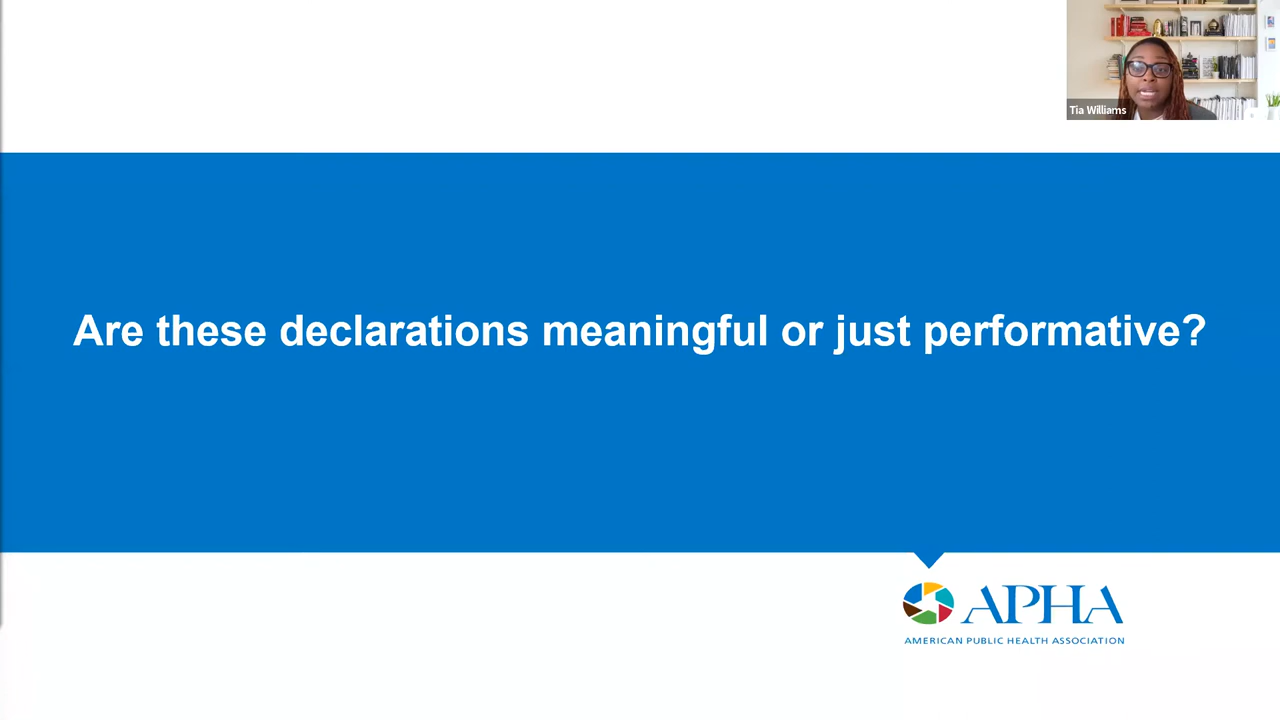 Tia Williams
Are these declarations meaningful or just performative?
APHA
AMERICAN PUBLIC HEALTH ASSOCIATION